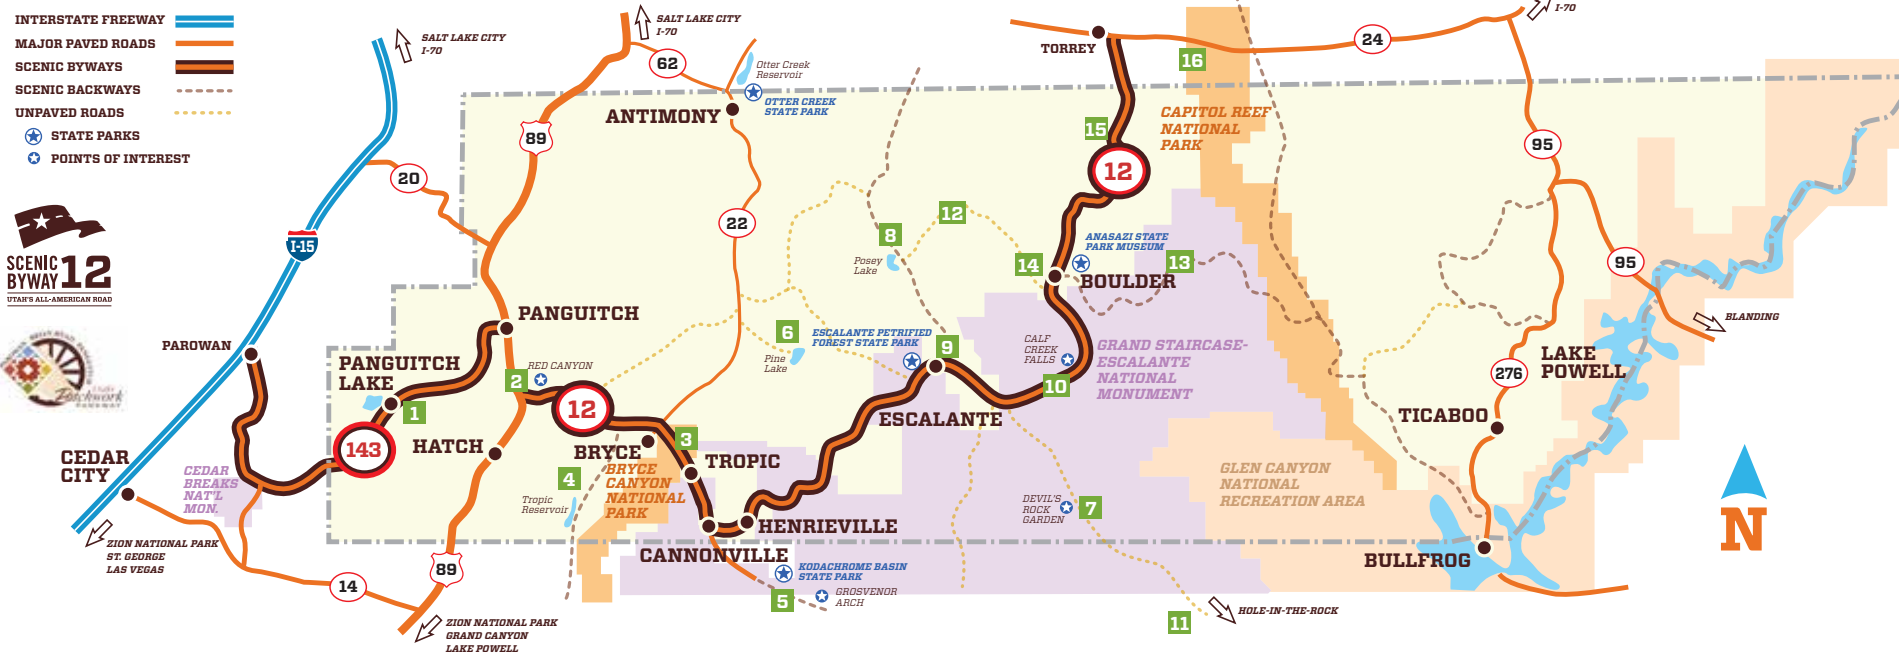 INTERSTATE FREEWAY
MAJOR PAVED ROADS
SCENIC BYWAYS
SCENIC BACKWAYS
UNPAVED ROADS
STATE PARKS
POINTS OF INTEREST
SCENIC
BYWAY 12
UTAH'S ALL-AMERICAN ROAD
Patchwork
PARKWAY
SALT LAKE CITY
I-70
SALT LAKE CITY
I-70
I-70
20
89
62
22
I-15
24
95
95
276
143
12
12
14
89
Otter Creek
Reservoir
OTTER CREEK
STATE PARK
ANTIMONY
TORREY
16
CAPITOL REEF
NATIONAL
PARK
15
12
8
Posey
Lake
14
ANASAZI STATE
PARK MUSEUM
BOULDER
13
PANGUITCH
PAROWAN
PANGUITCH
LAKE
1
2
RED CANYON
6
Pine
Lake
ESCALANTE PETRIFIED
FOREST STATE PARK
9
CALF
CREEK
FALLS
10
GRAND STAIRCASE-
ESCALANTE
NATIONAL
MONUMENT
ESCALANTE
BLANDING
LAKE
POWELL
TICABOO
HATCH
CEDAR
CITY
CEDAR
BREAKS
NAT'L
MON.
BRYCE
3
TROPIC
4
BRYCE
CANYON
NATIONAL
PARK
Tropic
Reservoir
GLEN CANYON
NATIONAL
RECREATION AREA
DEVIL'S
ROCK
GARDEN
7
HENRIEVILLE
CANNONVILLE
BULLFROG
KODACHROME BASIN
STATE PARK
5
GROSVENOR
ARCH
11
HOLE-IN-THE-ROCK
ZION NATIONAL PARK
ST. GEORGE
LAS VEGAS
ZION NATIONAL PARK
GRAND CANYON
LAKE POWELL
N